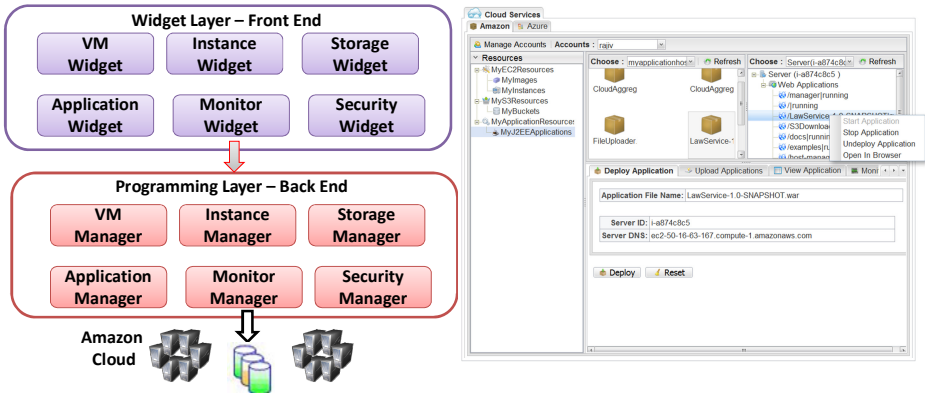 Widget Layer – Front End
VM Widget
Instance Widget
Storage Widget
Application Widget
Monitor Widget
Security Widget
Programming Layer – Back End
VM Manager
Instance Manager
Storage Manager
Application Manager
Monitor Manager
Security Manager
Amazon Cloud
Cloud Services
Amazon Azure
Manage Accounts Accounts : rajiv
Resources
MyEC2Resources
MyImages
MyInstances
MyS3Resources
MyBuckets
MyApplicationResources
MyJ2EEApplications
Choose : myapplicationhos Refresh
CloudAggreg CloudAggreg
FileUploader LawService-
Choose : Server(i-a874c8c Refresh
Server (i-a874c8c5 )
Web Applications
/manager|running
/|running
/LawService-1.0-SNAPSHOT|
/S3Downloa
/docs|runnin
/examples|ru
/host-manag
Start Application
Stop Application
Undeploy Application
Open In Browser
Deploy Application Upload Applications View Application Moni
Application File Name: LawService-1.0-SNAPSHOT.war
Server ID: i-a874c8c5
Server DNS: ec2-50-16-63-167.compute-1.amazonaws.com
Deploy Reset